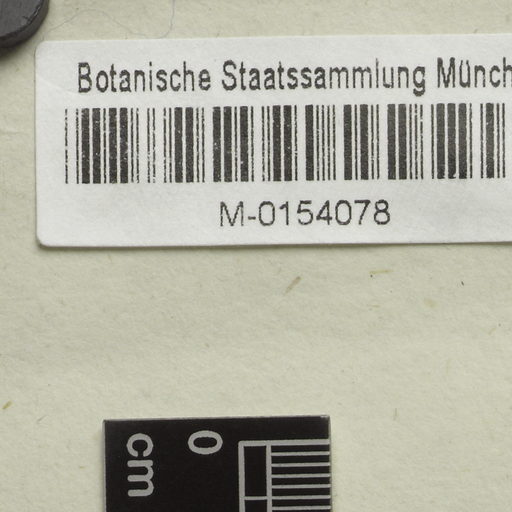 Botanische Staatssammlung Münch
M-0154078
0
cm